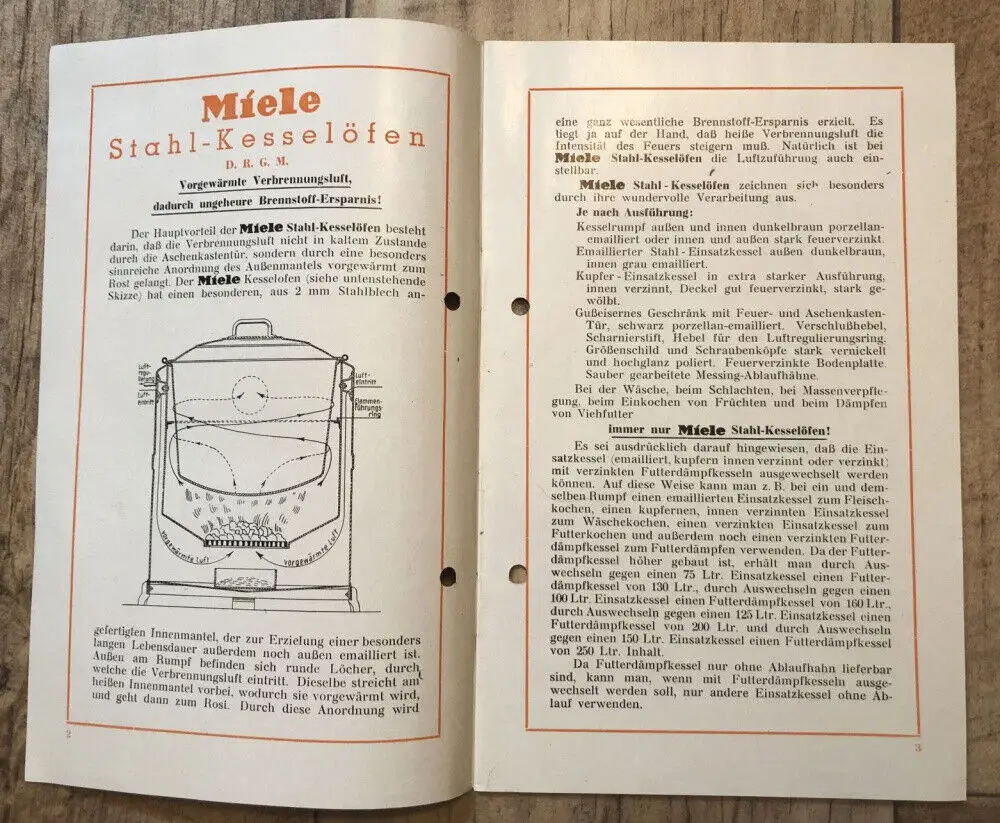 Miele
Stahl-Kesselöfen
D. R. G. M.
Vorgewärmte Verbrennungsluft,
dadurch ungeheure Brennstoff-Ersparnis!
Der Hauptvorteil der Miele Stahl-Kesselöfen besteht
darin, daß die Verbrennungsluft nicht in kaltem Zustande
durch die Aschenkastentür, sondern durch eine besonders
sinnreiche Anordnung des Außenmantels vorgewärmt zum
Rost gelangt. Der Miele Kesselofen (siehe untenstehende
Skizze) hat einen besonderen, aus 2 mm Stahlblech an-
Luft-
regu-
lierung
Luft-
eintritt
Luft-
eintritt
Flammen-
führungs-
ring
vorgewärmte Luft
vorgewärmte Luft
gefertigten Innenmantel, der zur Erzielung einer besonders
langen Lebensdauer außerdem noch außen emailliert ist.
Außen am Rumpf befinden sich runde Löcher, durch
welche die Verbrennungsluft eintritt. Dieselbe streicht am
heißen Innenmantel vorbei, wodurch sie vorgewärmt wird,
und geht dann zum Rost. Durch diese Anordnung wird
2
eine ganz wesentliche Brennstoff-Ersparnis erzielt. Es
liegt ja auf der Hand, daß heiße Verbrennungsluft die
Intensität des Feuers steigern muß. Natürlich ist bei
Miele Stahl-Kesselöfen die Luftzuführung auch ein-
stellbar.
Miele Stahl-Kesselöfen zeichnen sich besonders
durch ihre wundervolle Verarbeitung aus.
Je nach Ausführung:
Kesselrumpf außen und innen dunkelbraun porzellan-
emailliert oder innen und außen stark feuerverzinkt.
Emaillierter Stahl-Einsatzkessel außen dunkelbraun,
innen grau emailliert.
Kupfer-Einsatzkessel in extra starker Ausführung,
innen verzinnt, Deckel gut feuerverzinkt, stark ge-
wölbt.
Gußeisernes Geschränk mit Feuer- und Aschenkasten-
Tür, schwarz porzellan-emailliert. Verschlußhebel,
Scharnierstift, Hebel für den Luftregulierungsring.
Größenschild und Schraubenköpfe stark vernickelt
und hochglanz poliert. Feuerverzinkte Bodenplatte.
Sauber gearbeitete Messing-Ablaufhähne.
Bei der Wäsche, beim Schlachten, bei Massenverpfle-
gung, beim Einkochen von Früchten und beim Dämpfen
von Viehfutter
immer nur Miele Stahl-Kesselöfen!
Es sei ausdrücklich darauf hingewiesen, daß die Ein-
satzkessel (emailliert, kupfern innen verzinnt oder verzinkt)
mit verzinkten Futterdämpfkesseln ausgewechselt werden
können. Auf diese Weise kann man z. B. bei ein und dem-
selben Rumpf einen emaillierten Einsatzkessel zum Fleisch-
kochen, einen kupfernen, innen verzinnten Einsatzkessel
zum Wäschekochen, einen verzinkten Einsatzkessel zum
Futterkochen und außerdem noch einen verzinkten Futter-
dämpfkessel zum Futterdämpfen verwenden. Da der Futter-
dämpfkessel höher gebaut ist, erhält man durch Aus-
wechseln gegen einen 75 Ltr. Einsatzkessel einen Futter-
dämpfkessel von 130 Ltr., durch Auswechseln gegen einen
100 Ltr. Einsatzkessel einen Futterdämpfkessel von 160 Ltr.,
durch Auswechseln gegen einen 125 Ltr. Einsatzkessel einen
Futterdämpfkessel von 200 Ltr. und durch Auswechseln
gegen einen 150 Ltr. Einsatzkessel einen Futterdämpfkessel
von 250 Ltr. Inhalt.
Da Futterdämpfkessel nur ohne Ablaufhahn lieferbar
sind, kann man, wenn mit Futterdämpfkesseln ausge-
wechselt werden soll, nur andere Einsatzkessel ohne Ab-
lauf verwenden.
3